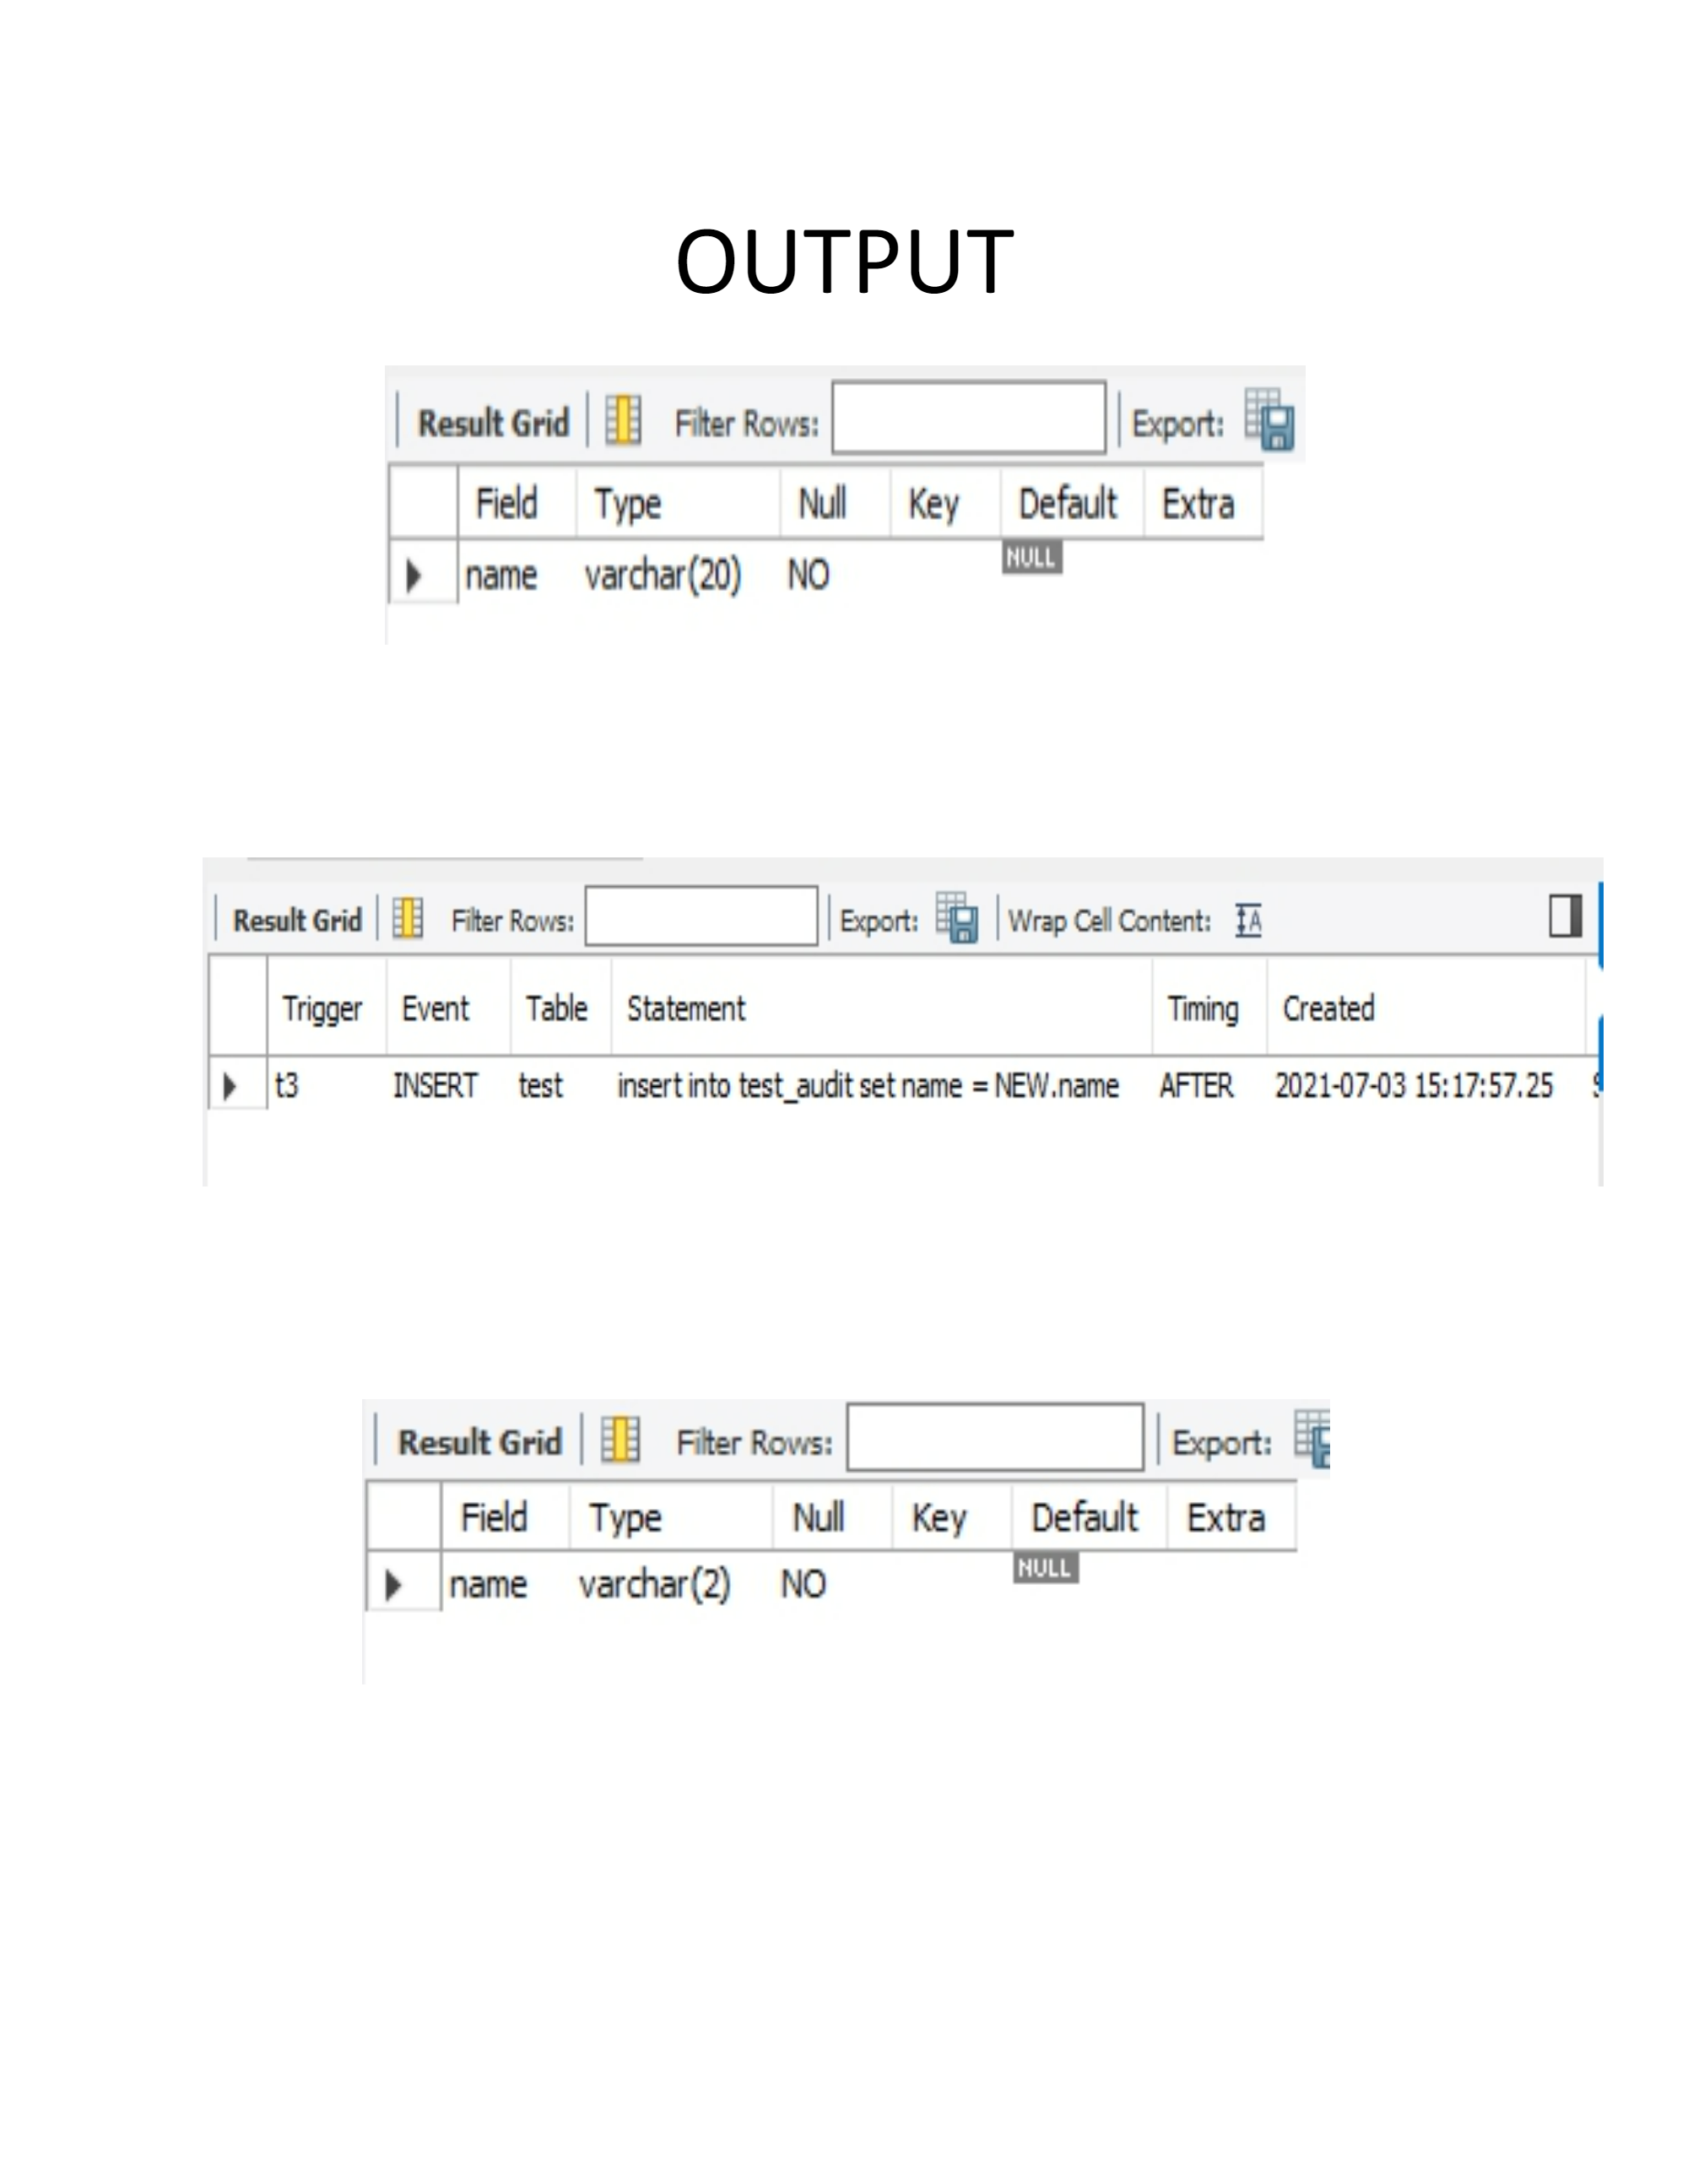 OUTPUT
Result Grid Filter Rows: Export:
Field Type Null Key Default Extra
name varchar(20) NO NULL
Result Grid Filter Rows: Export: Wrap Cell Content:
Trigger Event Table Statement Timing Created
t3 INSERT test insert into test_audit set name = NEW.name AFTER 2021-07-03 15:17:57.25
Result Grid Filter Rows: Export:
Field Type Null Key Default Extra
name varchar(2) NO NULL